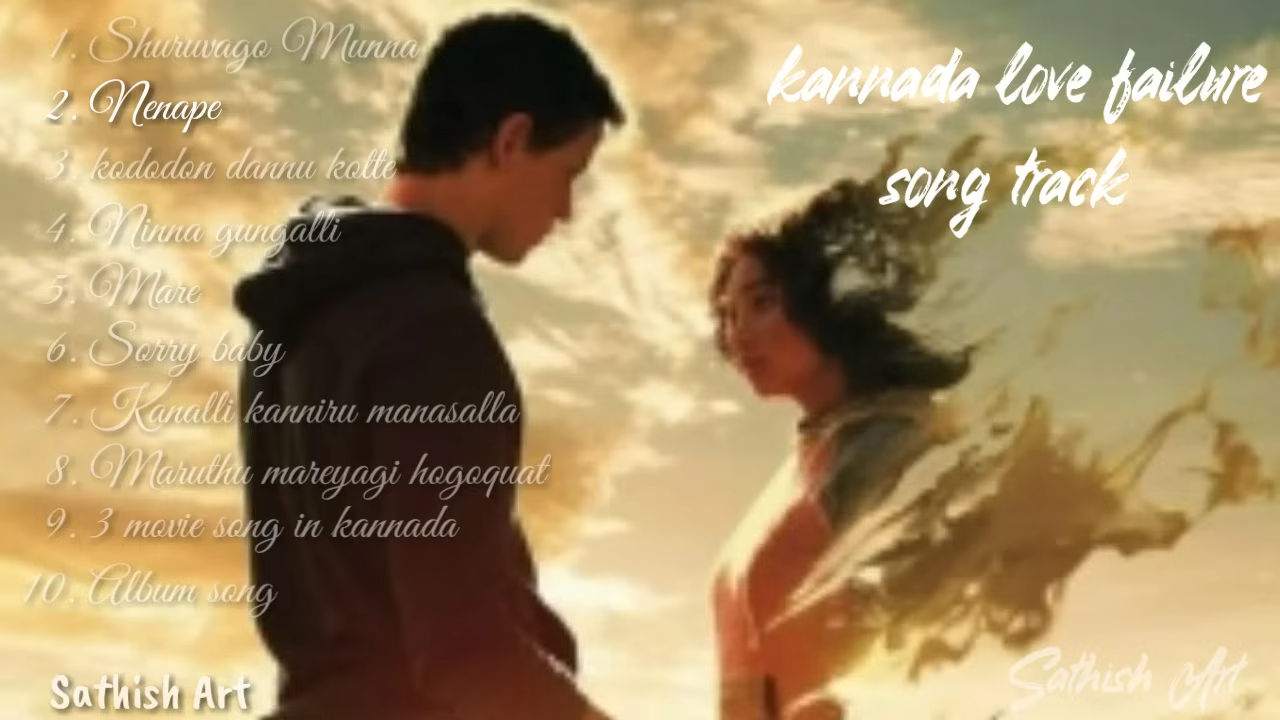 1. Shuruvago Munna
2. Nenape
3. kododon dannu kolte
4. Ninna gungalli
5. Mare
6. Sorry baby
7. Kanalli kanniru manasalla
8. Maruthu mareyagi hogoquat
9. 3 movie song in kannada
10. Album song
Sathish Art
kannada love failure
song track
Sathish Art